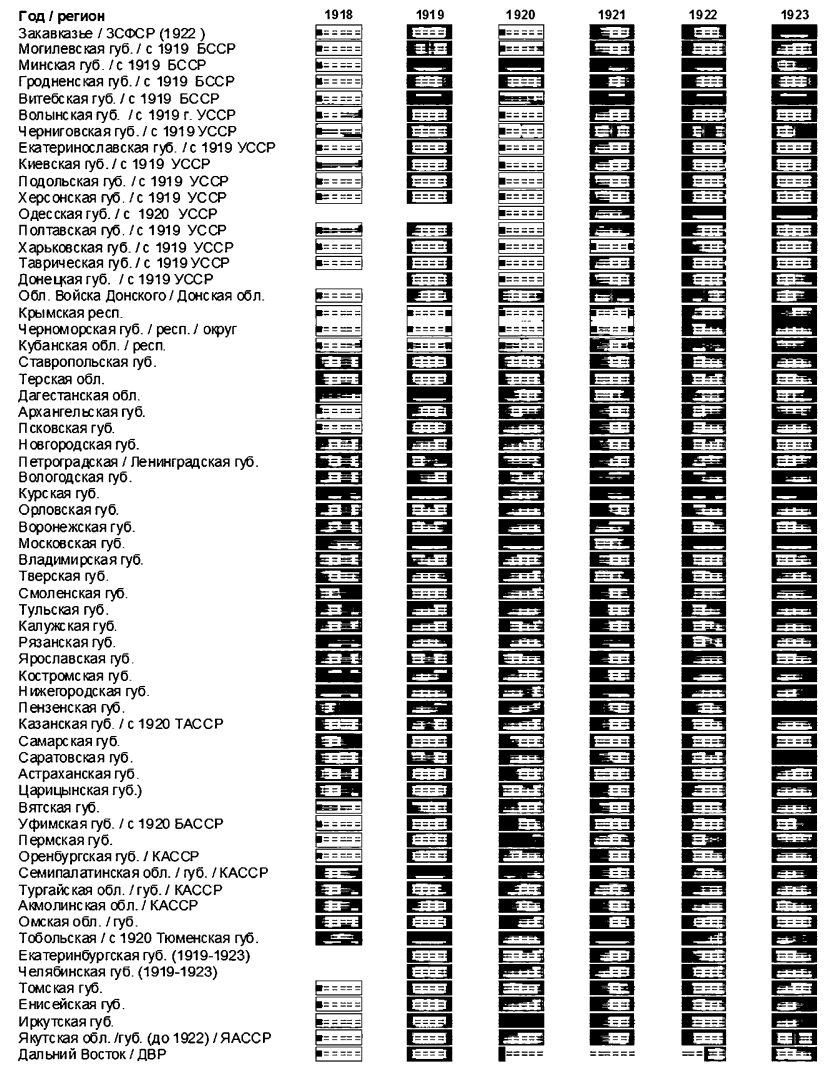 Год / регион 1918 1919 1920 1921 1922 1923
Закавказье / ЗСФСР (1922 )
Могилевская губ. / с 1919 БССР
Минская губ. / с 1919 БССР
Гродненская губ. / с 1919 БССР
Витебская губ. / с 1919 БССР
Волынская губ. / с 1919 г. УССР
Черниговская губ. / с 1919 УССР
Екатеринославская губ. / с 1919 УССР
Киевская губ. / с 1919 УССР
Подольская губ. / с 1919 УССР
Херсонская губ. / с 1919 УССР
Одесская губ. / с 1920 УССР
Полтавская губ. / с 1919 УССР
Харьковская губ. / с 1919 УССР
Таврическая губ. / с 1919 УССР
Донецкая губ. / с 1919 УССР
Обл. Войска Донского / Донская обл.
Крымская респ.
Черноморская губ. / респ. / округ
Кубанская обл. / респ.
Ставропольская губ.
Терская обл.
Дагестанская обл.
Архангельская губ.
Псковская губ.
Новгородская губ.
Петроградская / Ленинградская губ.
Вологодская губ.
Курская губ.
Орловская губ.
Воронежская губ.
Московская губ.
Владимирская губ.
Тверская губ.
Смоленская губ.
Тульская губ.
Калужская губ.
Рязанская губ.
Ярославская губ.
Костромская губ.
Нижегородская губ.
Пензенская губ.
Казанская губ. / с 1920 ТАССР
Самарская губ.
Саратовская губ.
Астраханская губ.
Царицынская губ.)
Вятская губ.
Уфимская губ. / с 1920 БАССР
Пермская губ.
Оренбургская губ. / КАССР
Семипалатинская обл. / губ. / КАССР
Тургайская обл. / губ. / КАССР
Акмолинская обл. / КАССР
Омская обл. / губ.
Тобольская / с 1920 Тюменская губ.
Екатеринбургская губ. (1919-1923)
Челябинская губ. (1919-1923)
Томская губ.
Енисейская губ.
Иркутская губ.
Якутская обл. /губ. (до 1922) / ЯАССР
Дальний Восток / ДВР